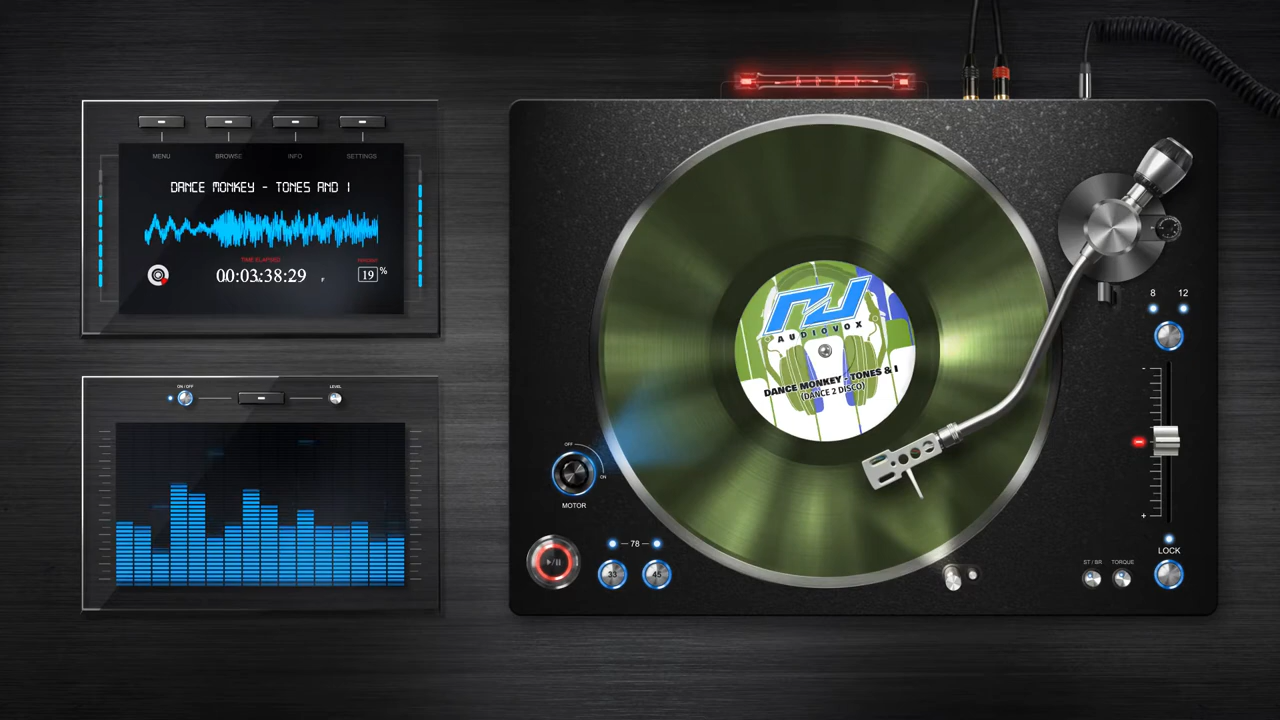 MENU BROWSE INFO SETTINGS
DANCE MONKEY - TONES AND I
TIME ELAPSED
00:03:38:29 F
19 %
ON / OFF
LEVEL
AUDIOVOX
DANCE MONKEY - TONES & I
(DANCE 2 DISCO)
OFF
ON
MOTOR
78
33 45
8 12
-
+
LOCK
ST / BR TORQUE